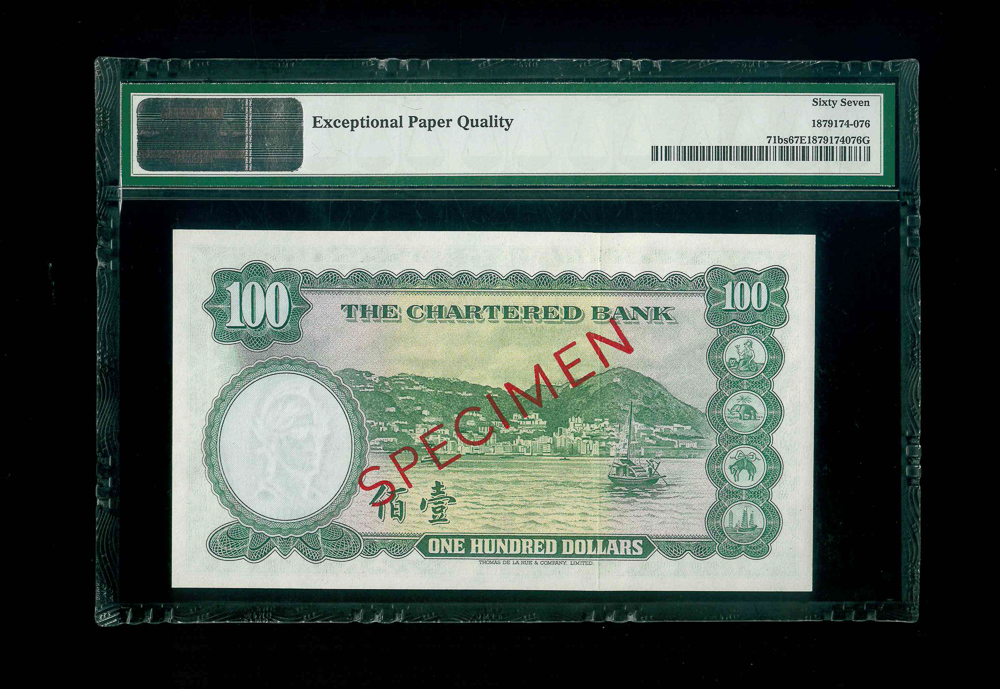 Exceptional Paper Quality
Sixty Seven
1879174-076
71bs67E1879174076G
100
100
THE CHARTERED BANK
SPECIMEN
佰壹
ONE HUNDRED DOLLARS
THOMAS DE LA RUE & COMPANY, LIMITED.